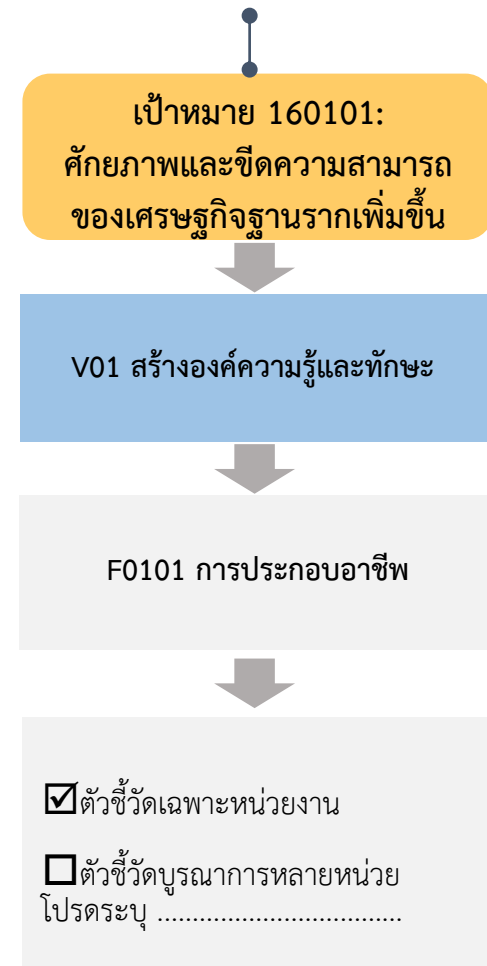 เป้าหมาย 160101:
ศักยภาพและขีดความสามารถ
ของเศรษฐกิจฐานรากเพิ่มขึ้น
V01 สร้างองค์ความรู้และทักษะ
F0101 การประกอบอาชีพ
☑ตัวชี้วัดเฉพาะหน่วยงาน
☐ตัวชี้วัดบูรณาการหลายหน่วย
โปรดระบุ ..................................